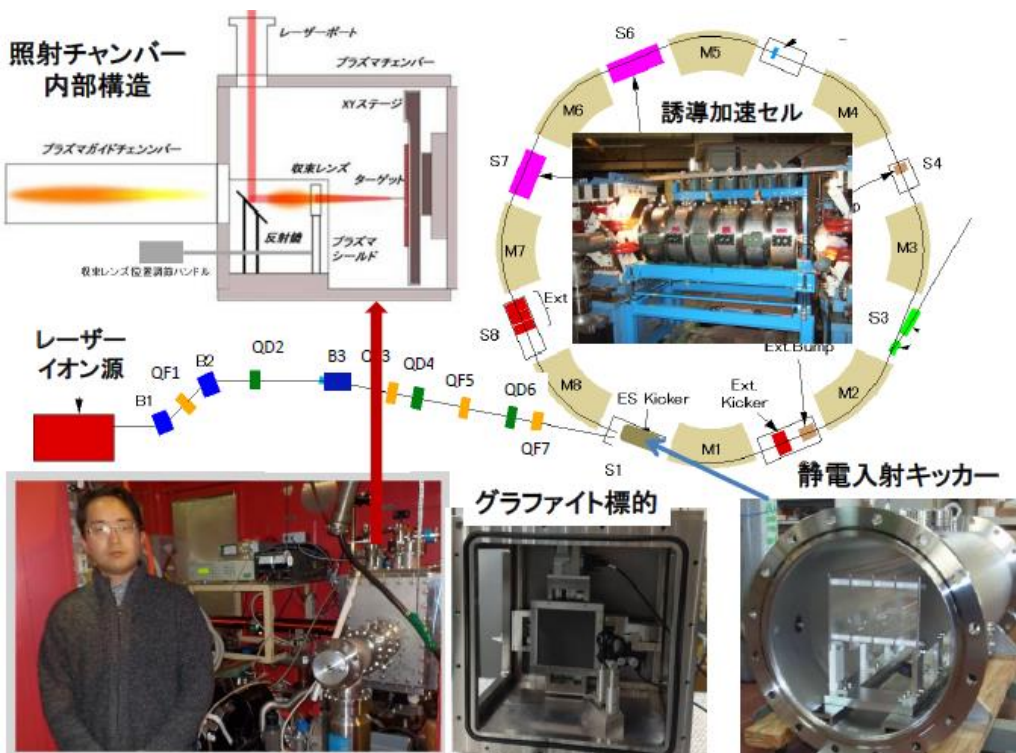 照射チャンバー
内部構造
レーザーポート
プラズマチェンバー
XYステージ
プラズマガイドチェンンバー
収束レンズ
ターゲット
反射鏡
プラズマ
シールド
収束レンズ位置調節ハンドル
S6
M5
M6
M4
誘導加速セル
S7
S4
M7
M3
Ext
S8
S3
Ext.Bump
M8
M2
ES Kicker
Ext.
Kicker
M1
S1
レーザー
イオン源
QF1
B2
QD2
B3
QD4
QF5
QD6
B1
QF7
静電入射キッカー
グラファイト標的